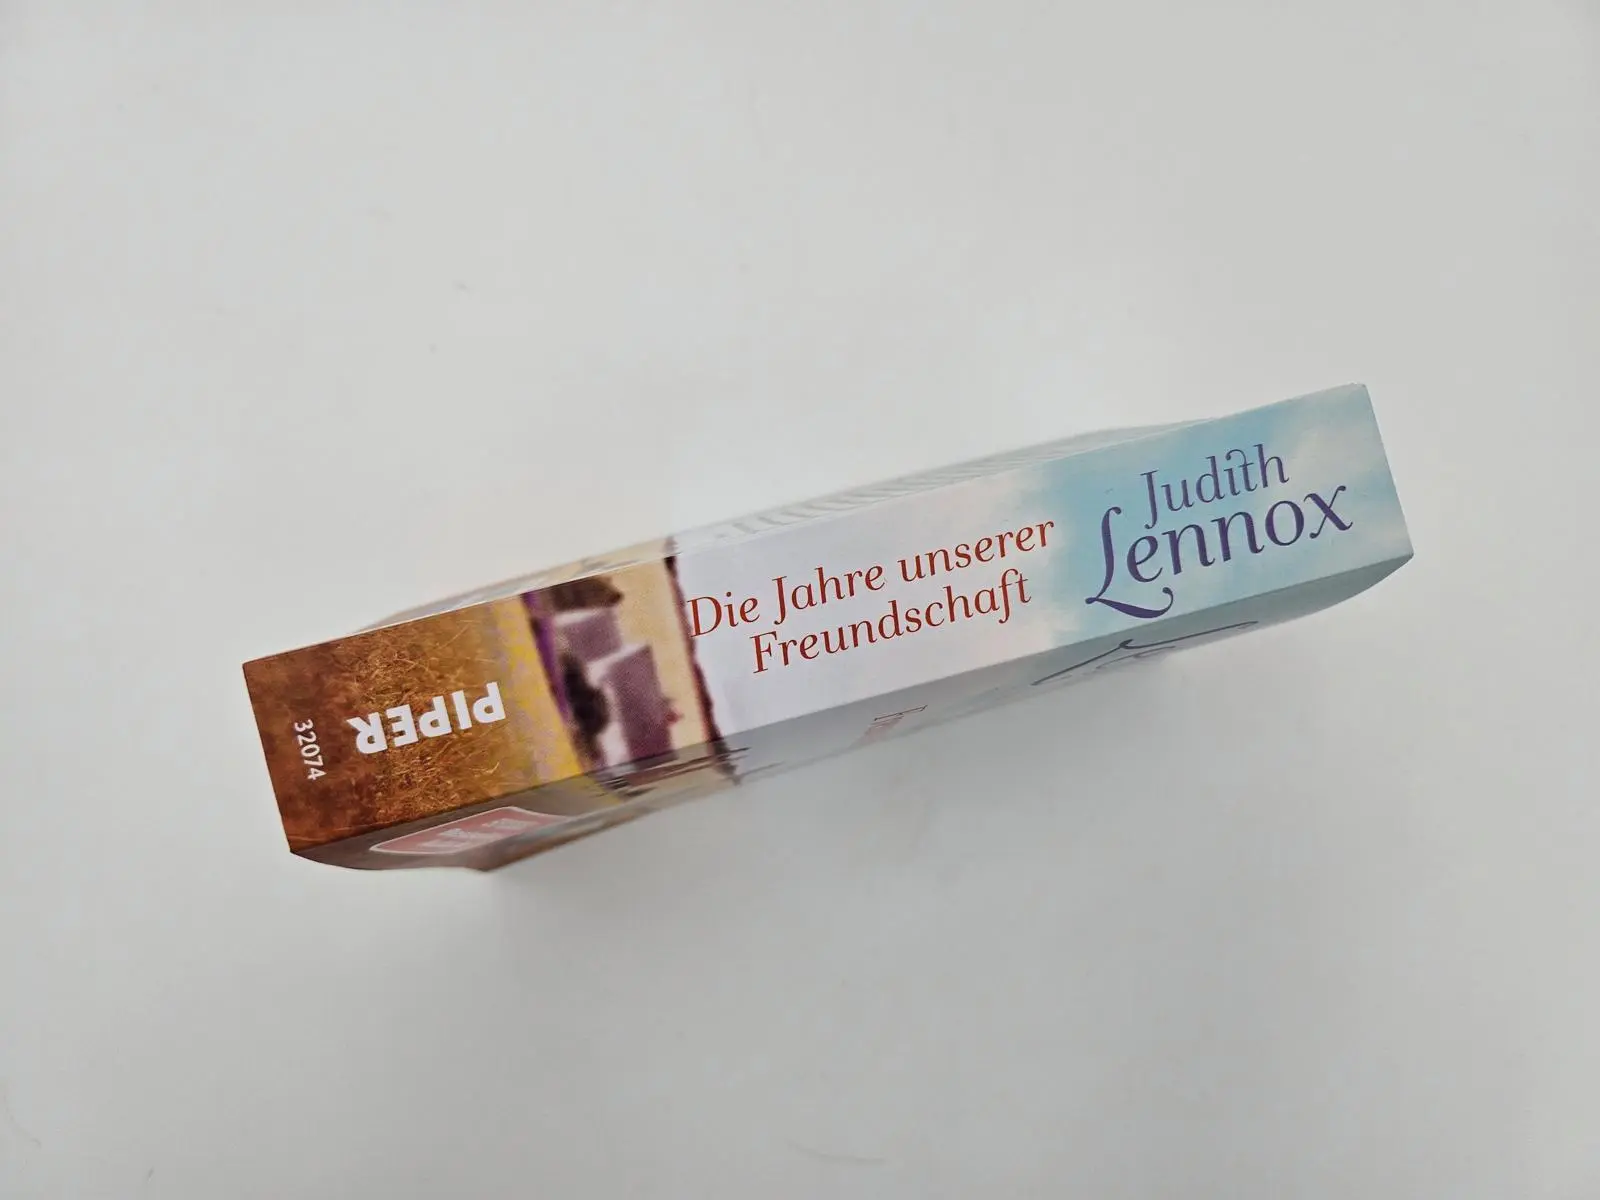 Judith
Lennox
Die Jahre unserer
Freundschaft
PIPER
32074